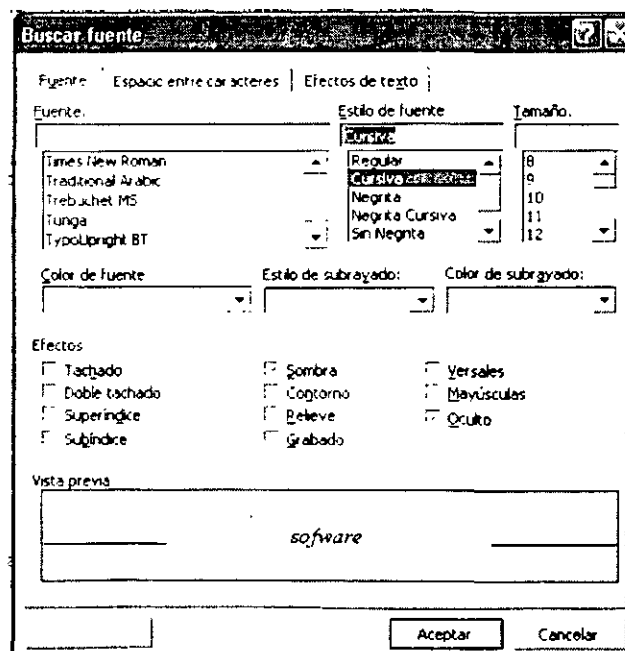 Buscar fuente
Fuente Espacio entre caracteres Efectos de texto
Fuente. Estilo de fuente Tamaño.
Cursiva
Times New Roman Regular 8
Traditional Arabic Cursiva 9
Trebuchet MS Negrita 10
Tunga Negrita Cursiva 11
TypoUpright BT Sin Negrita 12
Color de fuente Estilo de subrayado: Color de subrayado:
Efectos
Tachado Sombra Versales
Doble tachado Contorno Mayúsculas
Superíndice Relieve Oculto
Subíndice Grabado
Vista previa
sofware
Aceptar Cancelar